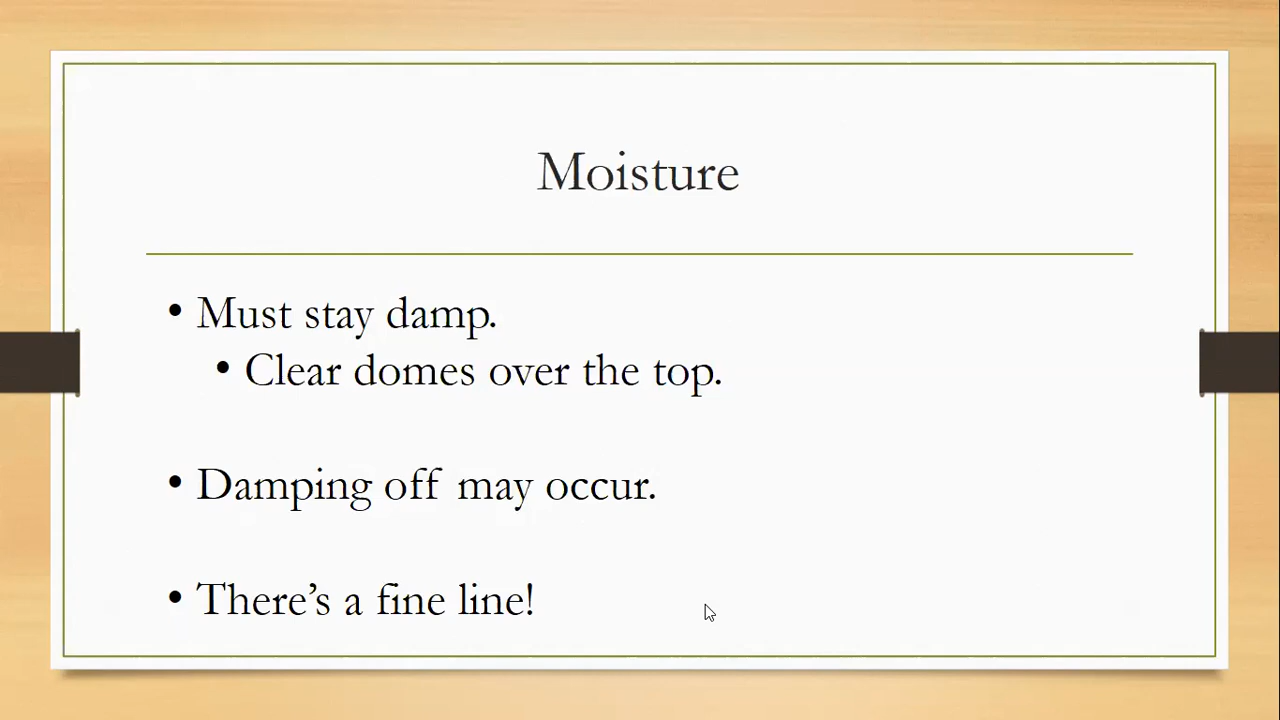 Moisture
• Must stay damp.
• Clear domes over the top.
• Damping off may occur.
• There’s a fine line!